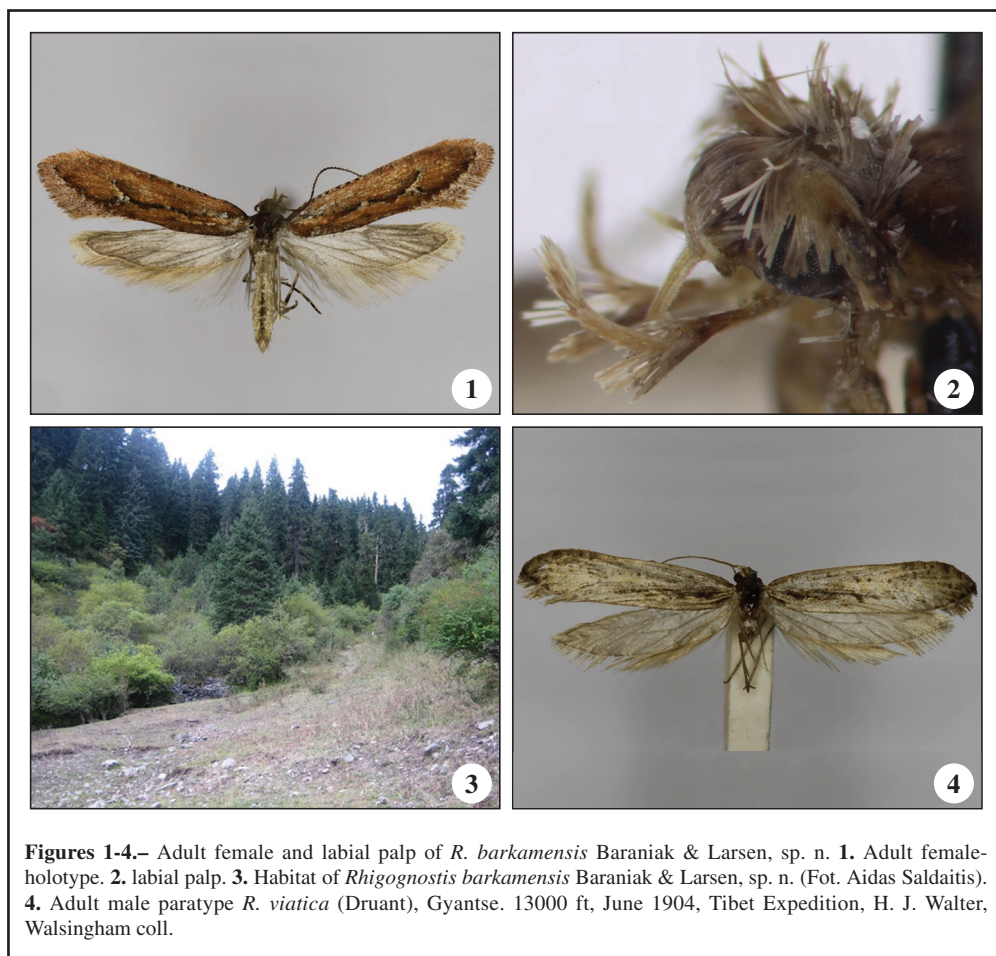 1
2
3
4
Figures 1-4.– Adult female and labial palp of R. barkamensis Baraniak & Larsen, sp. n. 1. Adult female-
holotype. 2. labial palp. 3. Habitat of Rhigognostis barkamensis Baraniak & Larsen, sp. n. (Fot. Aidas Saldaitis).
4. Adult male paratype R. viatica (Druant), Gyantse. 13000 ft, June 1904, Tibet Expedition, H. J. Walter,
Walsingham coll.